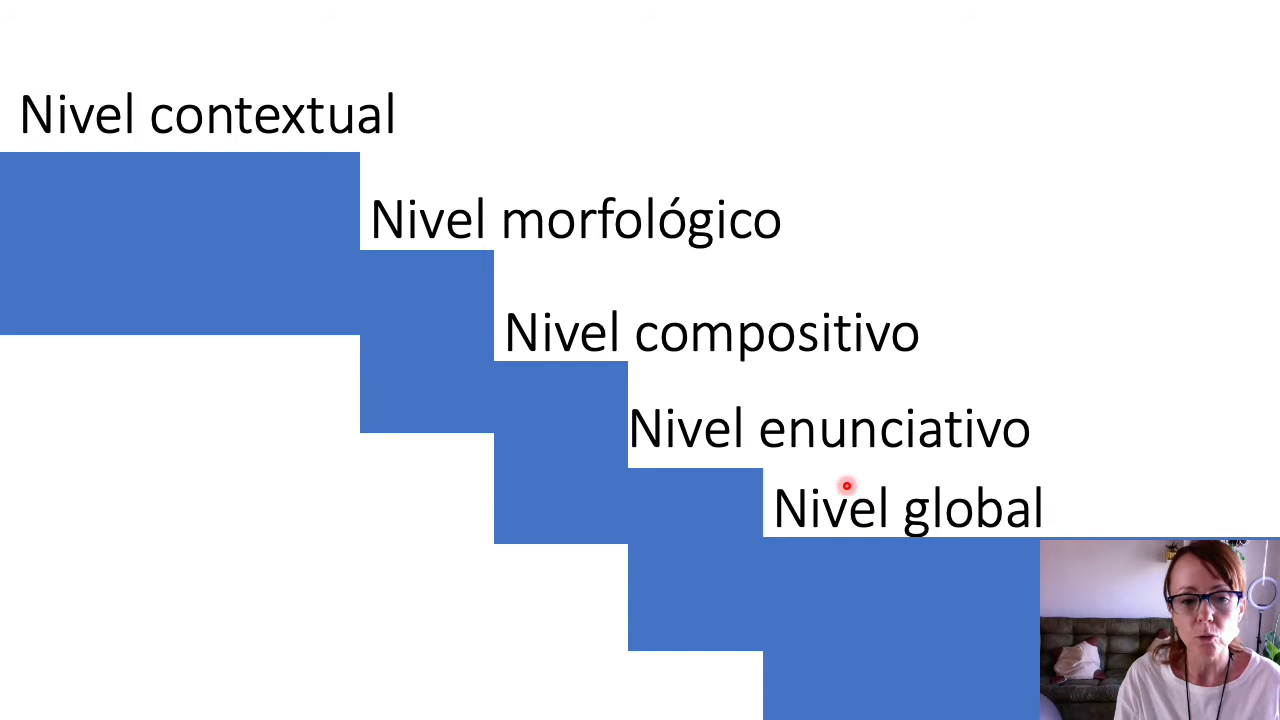 Nivel contextual
Nivel morfológico
Nivel compositivo
Nivel enunciativo
Nivel global